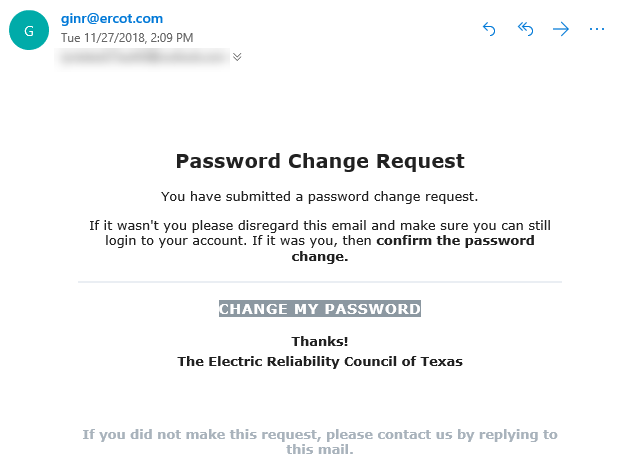 G
ginr@ercot.com
Tue 11/27/2018, 2:09 PM
Password Change Request
You have submitted a password change request.
If it wasn't you please disregard this email and make sure you can still
login to your account. If it was you, then confirm the password
change.
CHANGE MY PASSWORD
Thanks!
The Electric Reliability Council of Texas
If you did not make this request, please contact us by replying to
this mail.